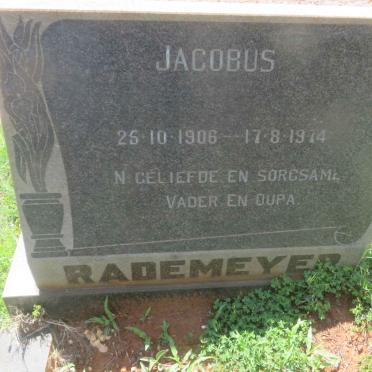 JACOBUS
25·10·1906 — 17·8·1974
'N GELIEFDE EN SORGSAME
VADER EN OUPA.
RADEMEYER